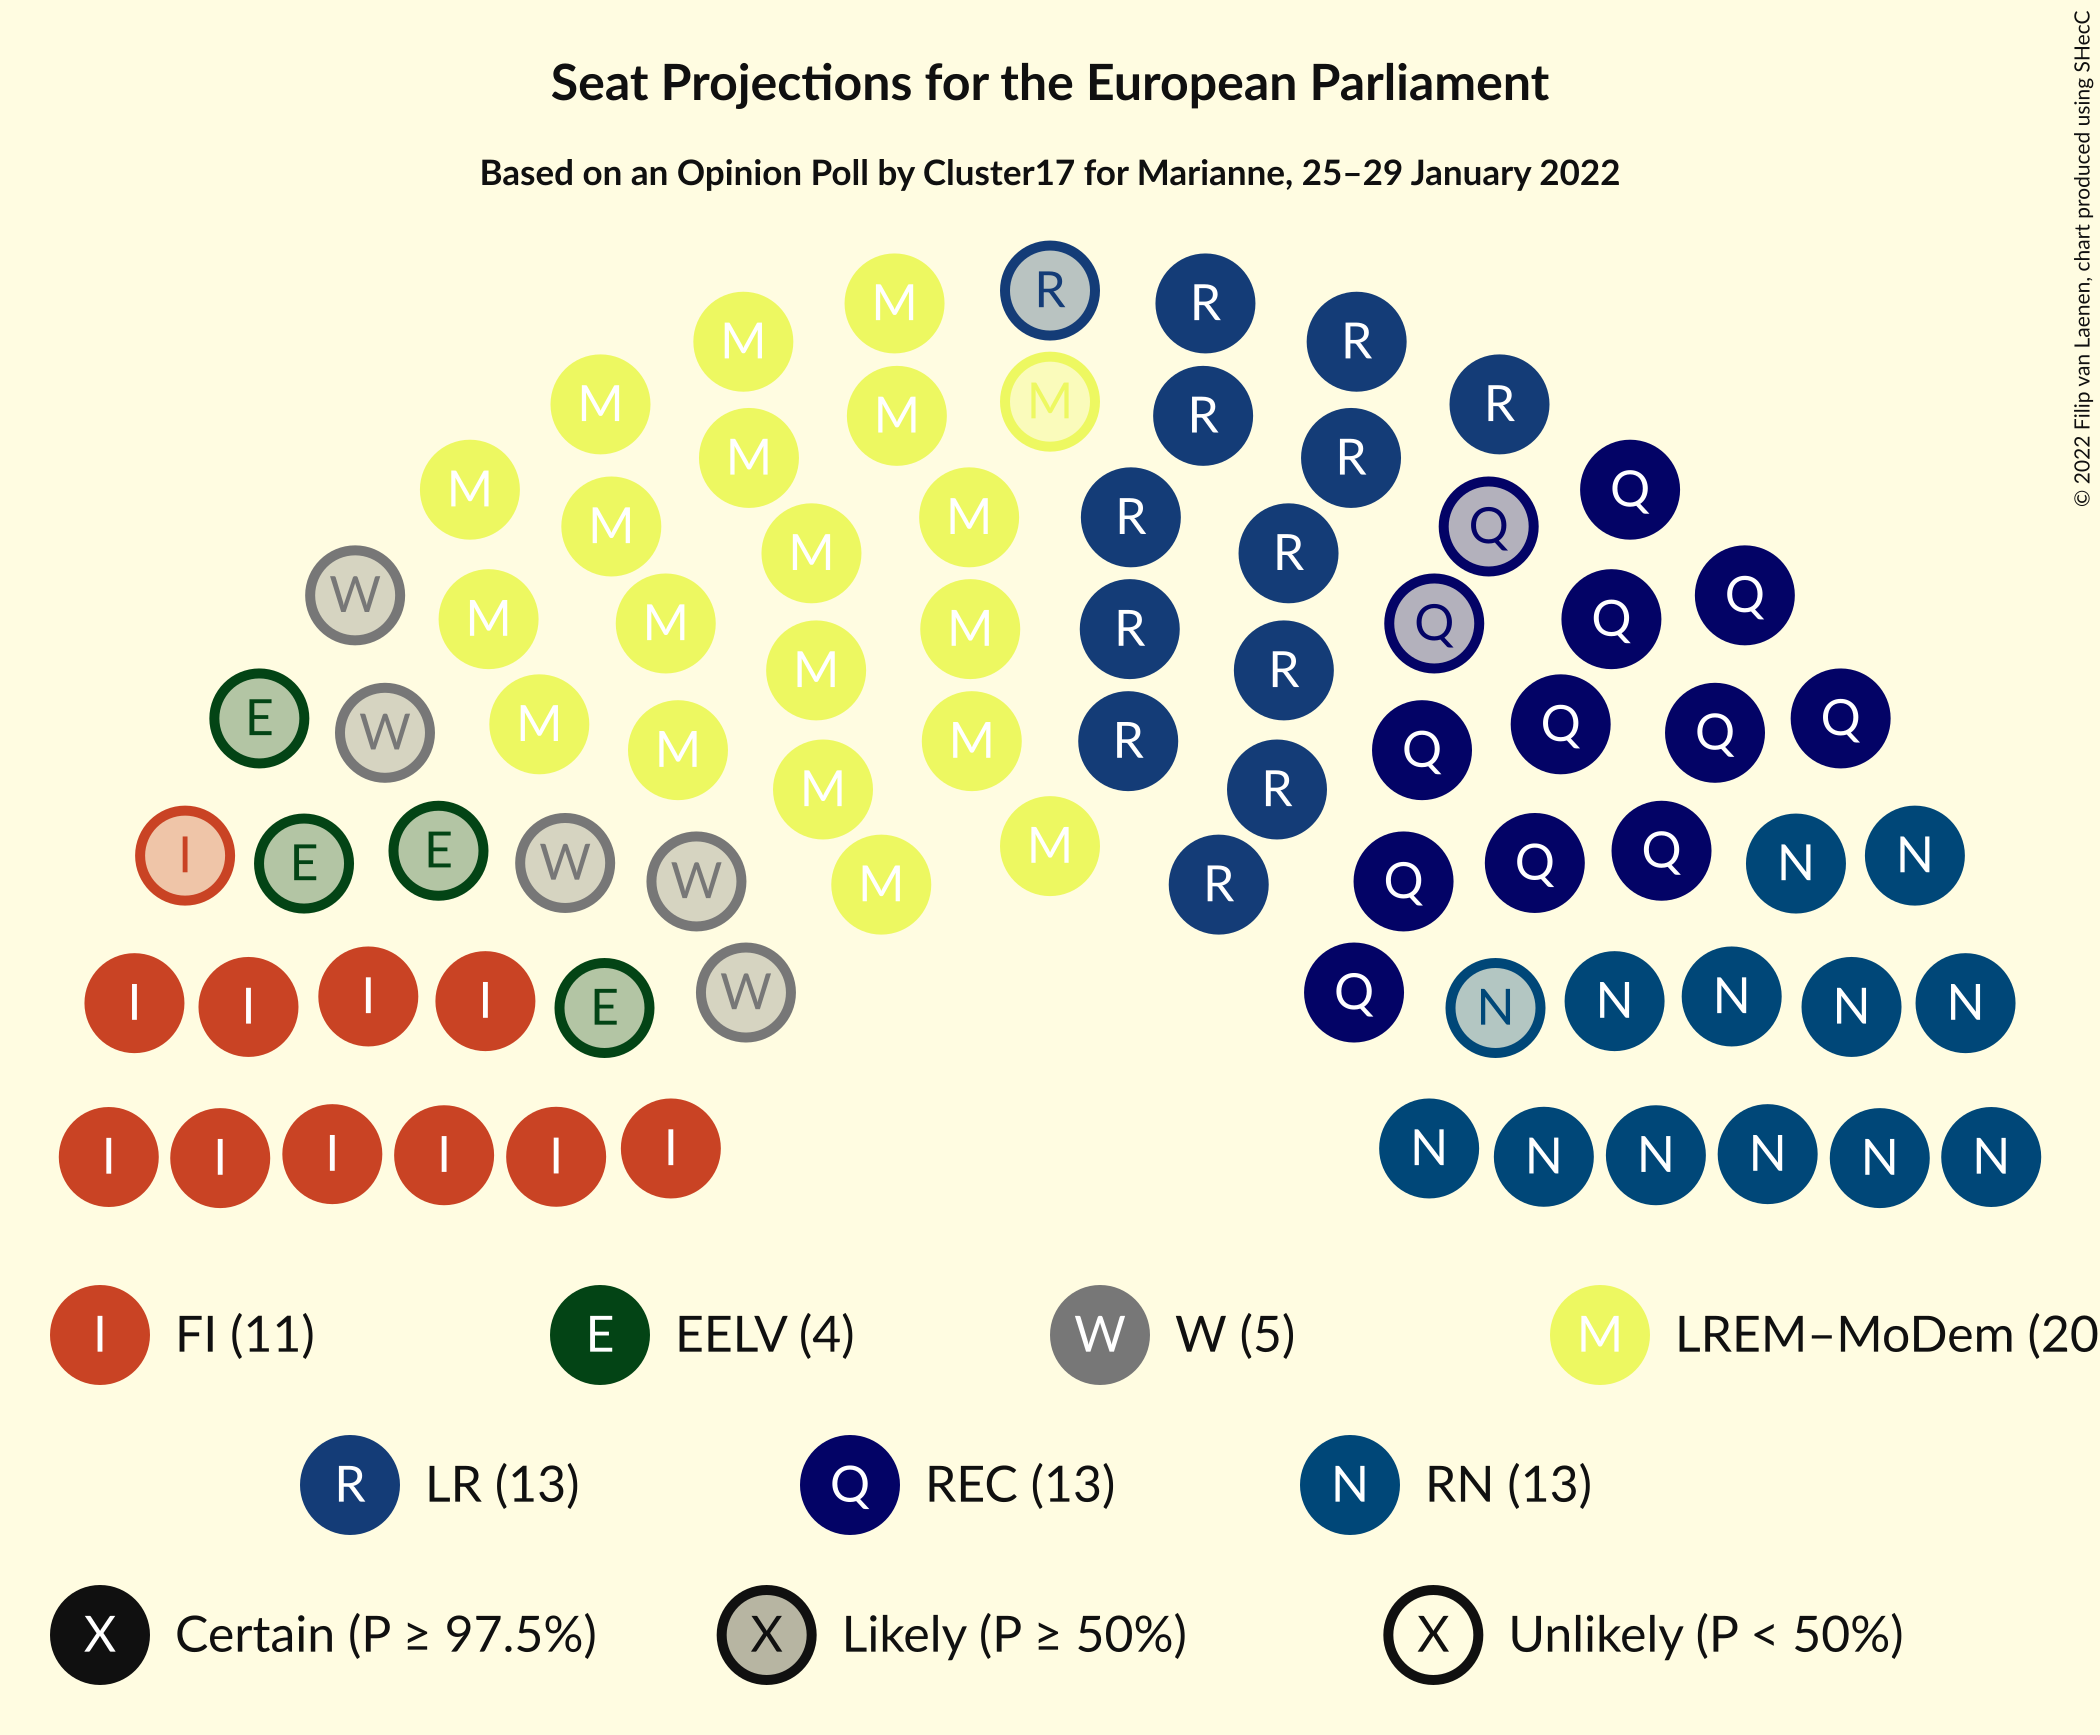 Seat Projections for the European Parliament
Based on an Opinion Poll by Cluster17 for Marianne, 25–29 January 2022
© 2022 Filip van Laenen, chart produced using SHecC
R
M R R
M M R
M M R R
M M R Q
M M R Q
M M R Q
W M M R Q Q
M M M R Q
E W M M M R R Q Q Q Q
M M R
I E E W W M M R Q Q Q N N
I I I I E W Q N N N N N
I I I I I I N N N N N N
I FI (11) E EELV (4) W W (5) M LREM–MoDem (20
R LR (13) Q REC (13) N RN (13)
X Certain (P ≥ 97.5%) X Likely (P ≥ 50%) X Unlikely (P < 50%)